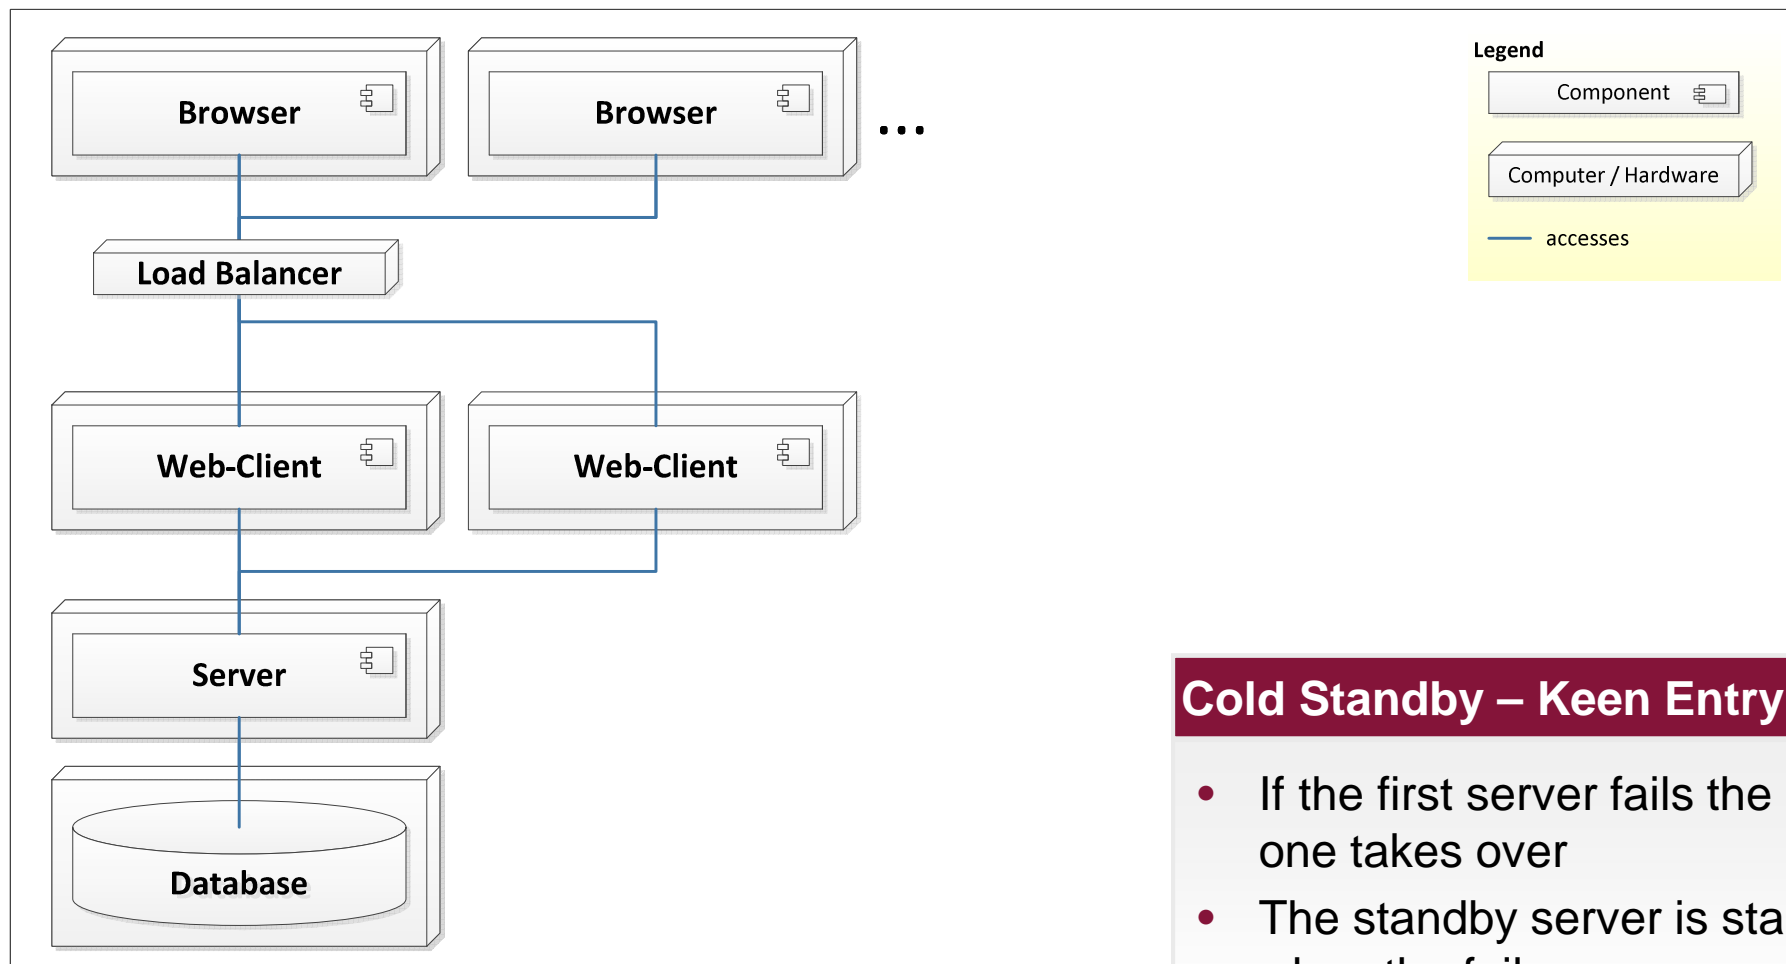 Browser
Browser
...
Load Balancer
Web-Client
Web-Client
Server
Database
Legend
Component
Computer / Hardware
accesses
Cold Standby – Keen Entry
• If the first server fails the
one takes over
• The standby server is sta